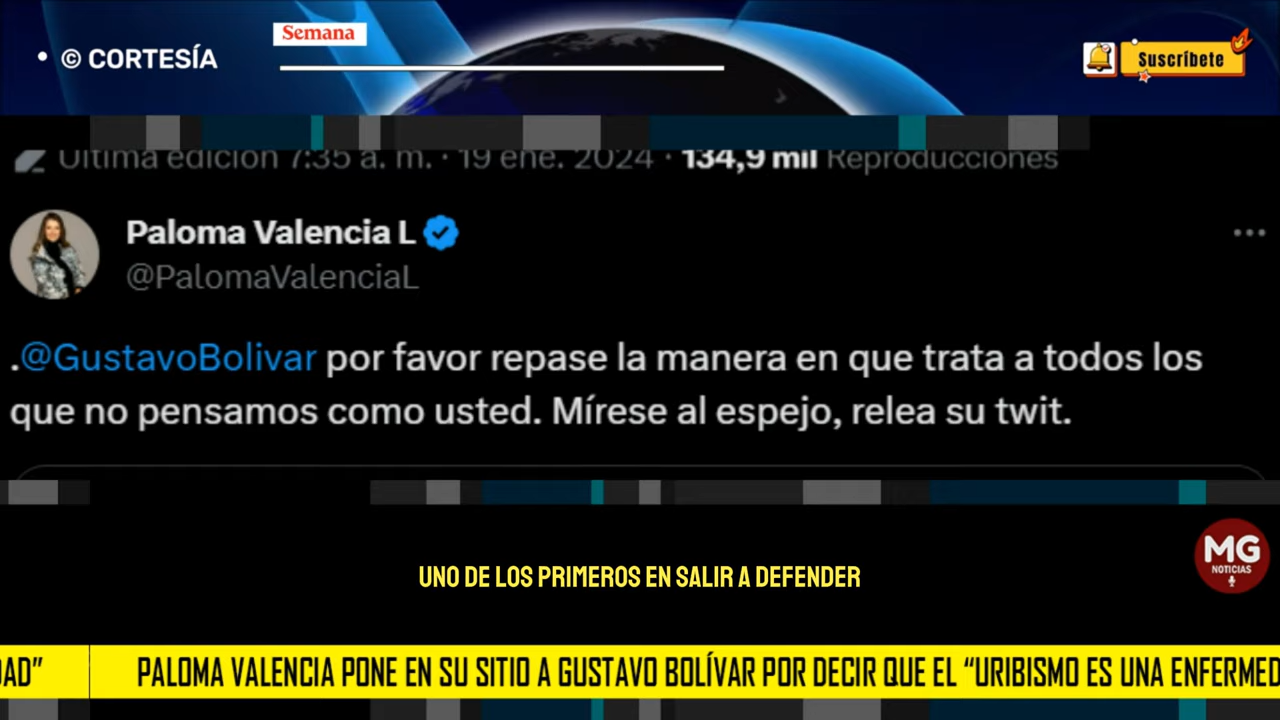 • © CORTESÍA
Semana
Suscríbete
Última edición 7:35 a. m. · 19 ene. 2024 · 134,9 mil Reproducciones
Paloma Valencia L
@PalomaValenciaL
.@GustavoBolivar por favor repase la manera en que trata a todos los
que no pensamos como usted. Mírese al espejo, relea su twit.
MG
NOTICIAS
UNO DE LOS PRIMEROS EN SALIR A DEFENDER
DAD” PALOMA VALENCIA PONE EN SU SITIO A GUSTAVO BOLÍVAR POR DECIR QUE EL “URIBISMO ES UNA ENFERMED